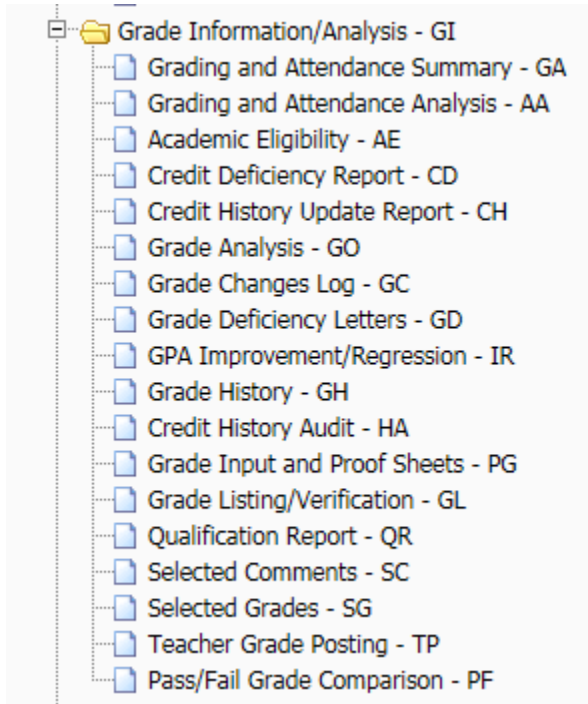 Grade Information/Analysis - GI
Grading and Attendance Summary - GA
Grading and Attendance Analysis - AA
Academic Eligibility - AE
Credit Deficiency Report - CD
Credit History Update Report - CH
Grade Analysis - GO
Grade Changes Log - GC
Grade Deficiency Letters - GD
GPA Improvement/Regression - IR
Grade History - GH
Credit History Audit - HA
Grade Input and Proof Sheets - PG
Grade Listing/Verification - GL
Qualification Report - QR
Selected Comments - SC
Selected Grades - SG
Teacher Grade Posting - TP
Pass/Fail Grade Comparison - PF